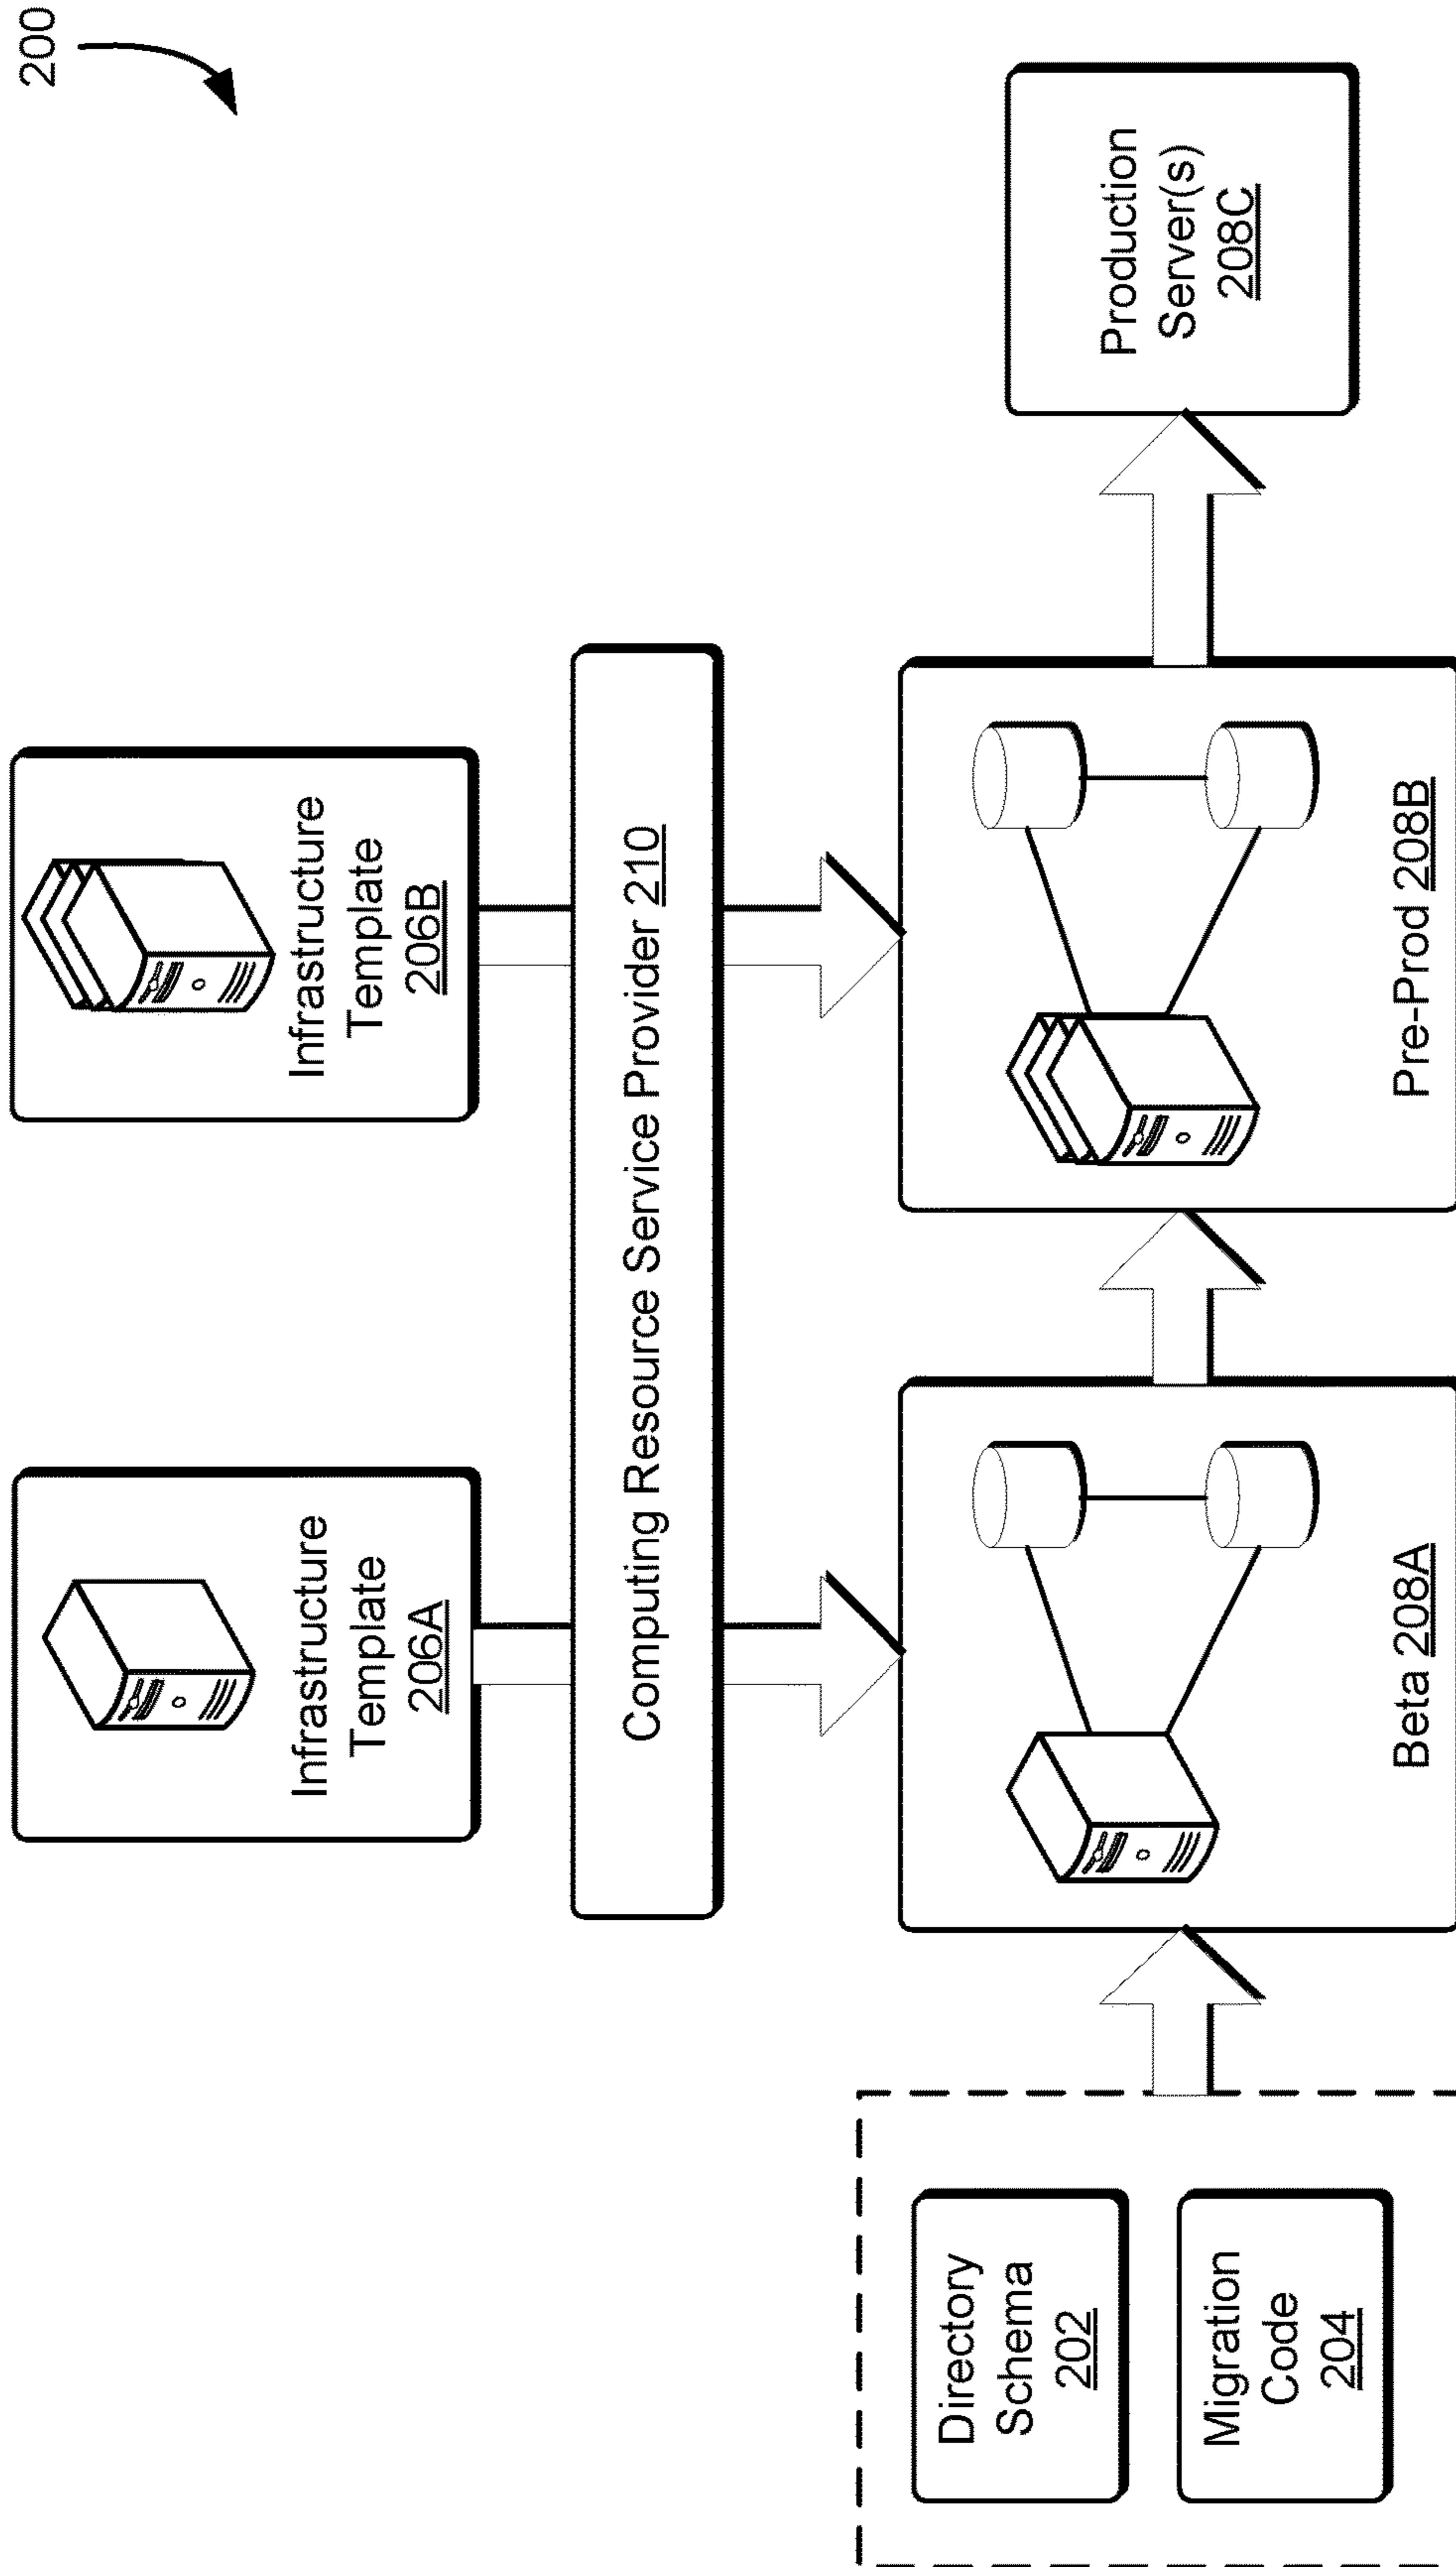 200
Infrastructure
Template
206A
Infrastructure
Template
206B
Computing Resource Service Provider 210
Directory
Schema
202
Migration
Code
204
Beta 208A
Pre-Prod 208B
Production
Server(s)
208C